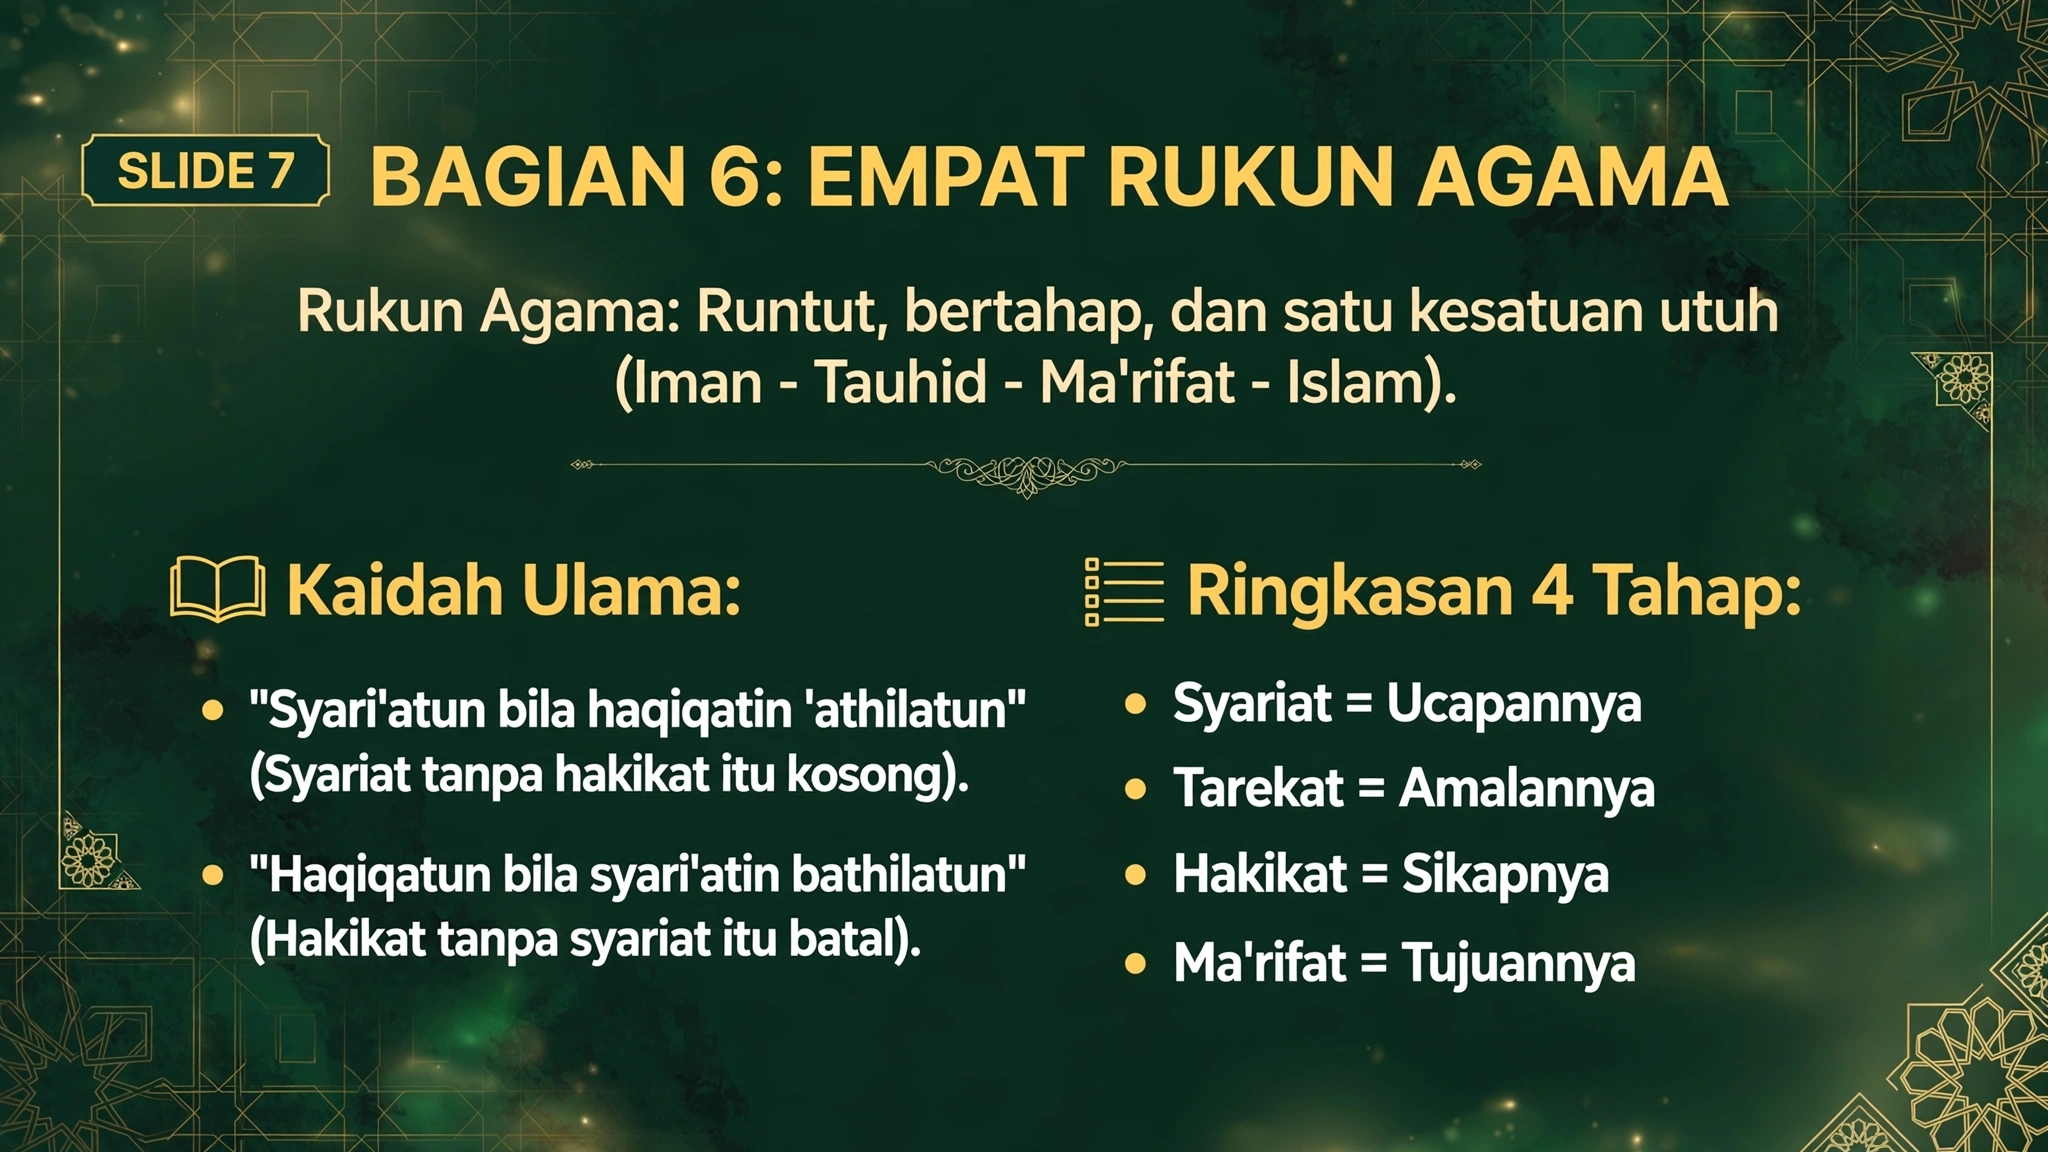 SLIDE 7
BAGIAN 6: EMPAT RUKUN AGAMA
Rukun Agama: Runtut, bertahap, dan satu kesatuan utuh
(Iman - Tauhid - Ma'rifat - Islam).
Kaidah Ulama:
• "Syari'atun bila haqiqatin 'athilatun"
(Syariat tanpa hakikat itu kosong).
• "Haqiqatun bila syari'atin bathilatun"
(Hakikat tanpa syariat itu batal).
Ringkasan 4 Tahap:
• Syariat = Ucapannya
• Tarekat = Amalannya
• Hakikat = Sikapnya
• Ma'rifat = Tujuannya